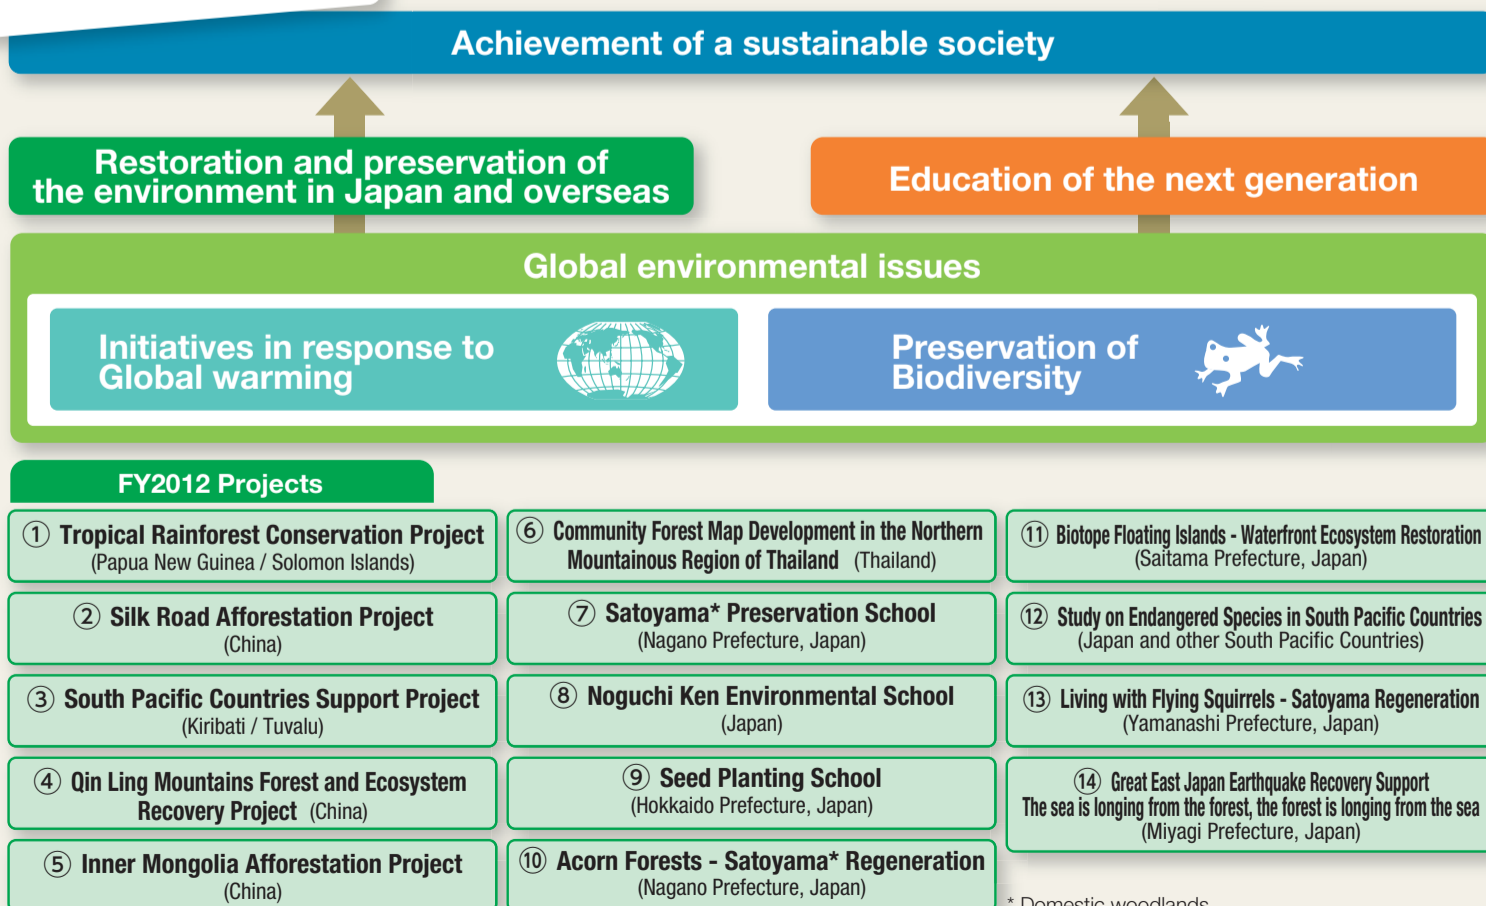 Achievement of a sustainable society
Restoration and preservation of
the environment in Japan and overseas
Education of the next generation
Global environmental issues
Initiatives in response to
Global warming
Preservation of
Biodiversity
FY2012 Projects
① Tropical Rainforest Conservation Project
(Papua New Guinea / Solomon Islands)
② Silk Road Afforestation Project
(China)
③ South Pacific Countries Support Project
(Kiribati / Tuvalu)
④ Qin Ling Mountains Forest and Ecosystem
Recovery Project (China)
⑤ Inner Mongolia Afforestation Project
(China)
⑥ Community Forest Map Development in the Northern
Mountainous Region of Thailand (Thailand)
⑦ Satoyama* Preservation School
(Nagano Prefecture, Japan)
⑧ Noguchi Ken Environmental School
(Japan)
⑨ Seed Planting School
(Hokkaido Prefecture, Japan)
⑩ Acorn Forests - Satoyama* Regeneration
(Nagano Prefecture, Japan)
⑪ Biotope Floating Islands - Waterfront Ecosystem Restoration
(Saitama Prefecture, Japan)
⑫ Study on Endangered Species in South Pacific Countries
(Japan and other South Pacific Countries)
⑬ Living with Flying Squirrels - Satoyama Regeneration
(Yamanashi Prefecture, Japan)
⑭ Great East Japan Earthquake Recovery Support
The sea is longing from the forest, the forest is longing from the sea
(Miyagi Prefecture, Japan)
* Domestic woodlands